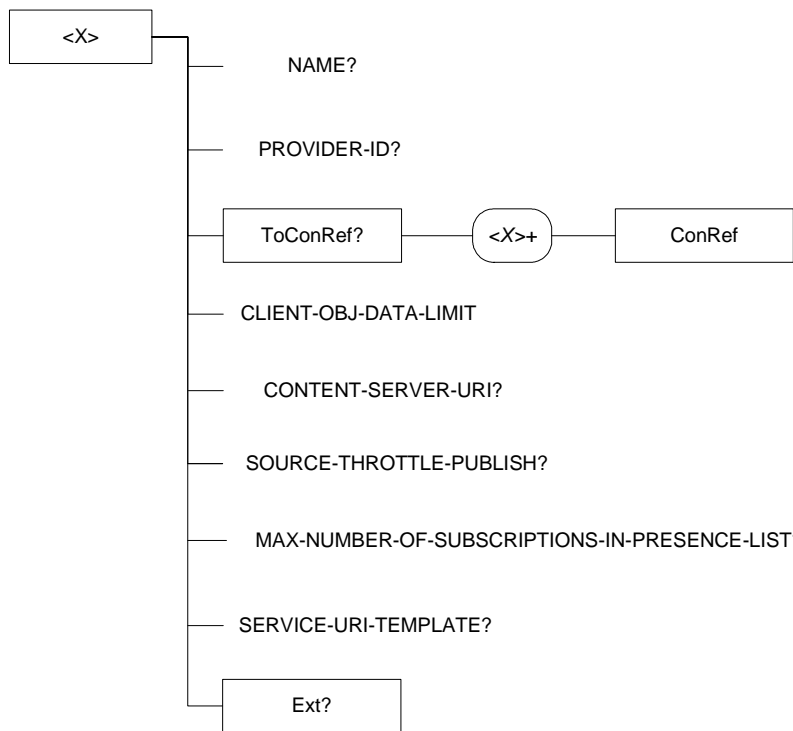 <X>
NAME?
PROVIDER-ID?
ToConRef? <X>+ ConRef
CLIENT-OBJ-DATA-LIMIT
CONTENT-SERVER-URI?
SOURCE-THROTTLE-PUBLISH?
MAX-NUMBER-OF-SUBSCRIPTIONS-IN-PRESENCE-LIST
SERVICE-URI-TEMPLATE?
Ext?